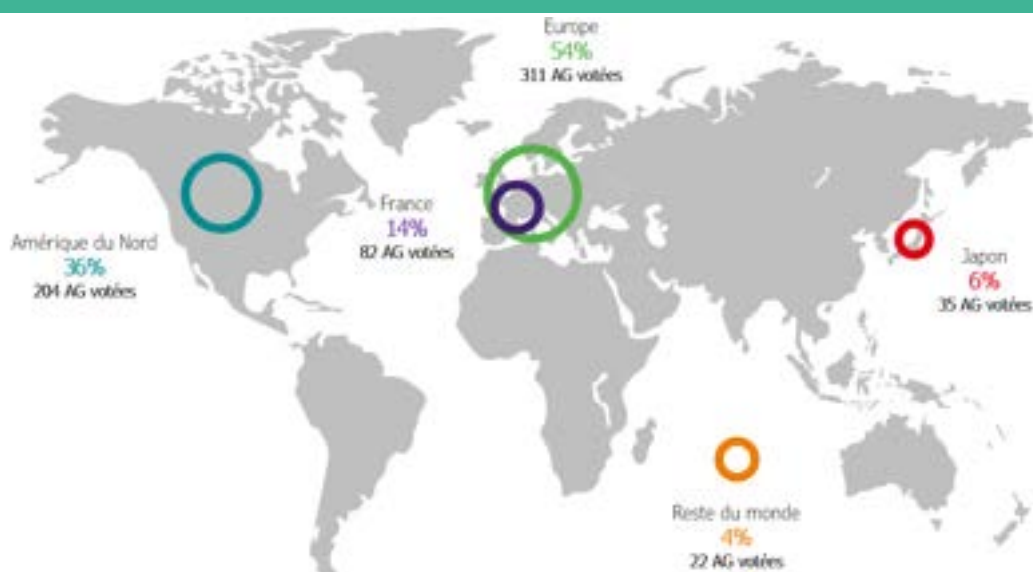 Europe
54%
311 AG votées
France
14%
82 AG votées
Amérique du Nord
36%
204 AG votées
Japon
6%
35 AG votées
Reste du monde
4%
22 AG votées